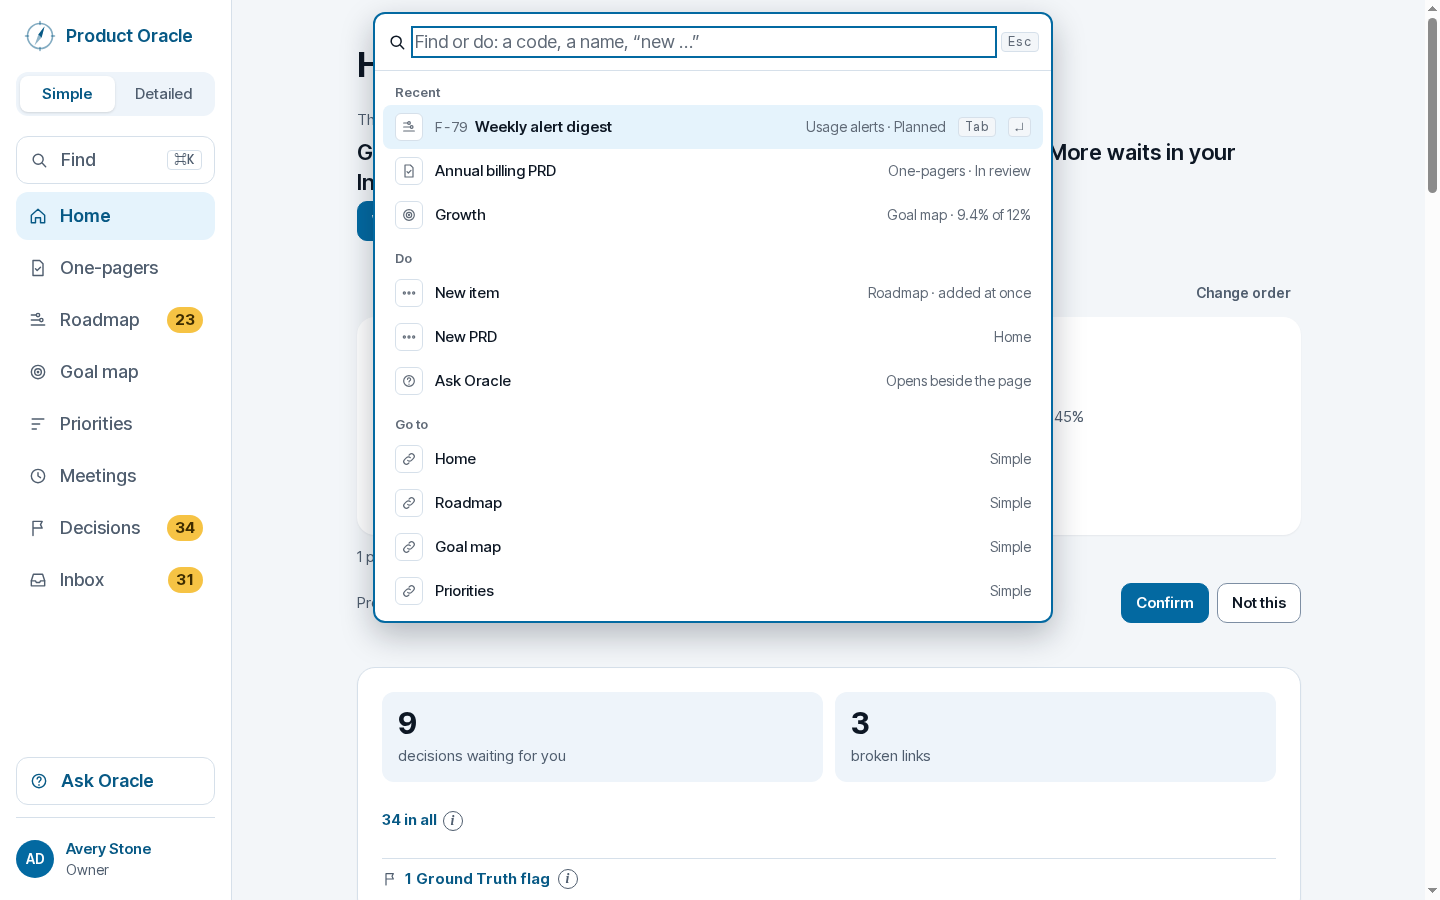 Product Oracle
Simple
Detailed
Find
⌘K
Home
One-pagers
Roadmap
23
Goal map
Priorities
Meetings
Decisions
34
Inbox
31
Ask Oracle
AD
Avery Stone
Owner
Find or do: a code, a name, “new …”
Esc
Recent
F-79 Weekly alert digest
Usage alerts · Planned
Tab
↵
Annual billing PRD
One-pagers · In review
Growth
Goal map · 9.4% of 12%
Do
New item
Roadmap · added at once
New PRD
Home
Ask Oracle
Opens beside the page
Go to
Home
Simple
Roadmap
Simple
Goal map
Simple
Priorities
Simple
More waits in your
Change order
45%
Confirm
Not this
9
decisions waiting for you
3
broken links
34 in all
i
1 Ground Truth flag
i